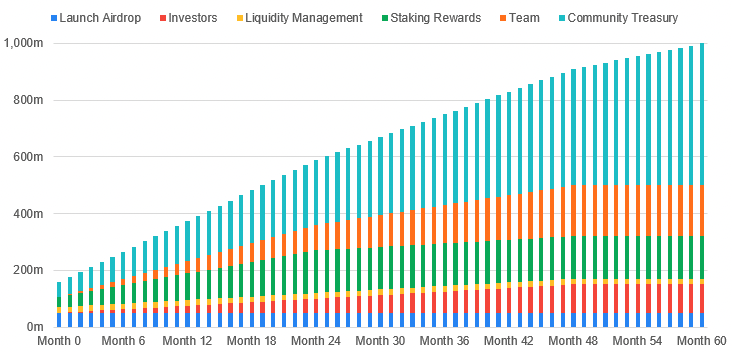 Launch Airdrop Investors Liquidity Management Staking Rewards Team Community Treasury
1,000m
800m
600m
400m
200m
0m
Month 0 Month 6 Month 12 Month 18 Month 24 Month 30 Month 36 Month 42 Month 48 Month 54 Month 60